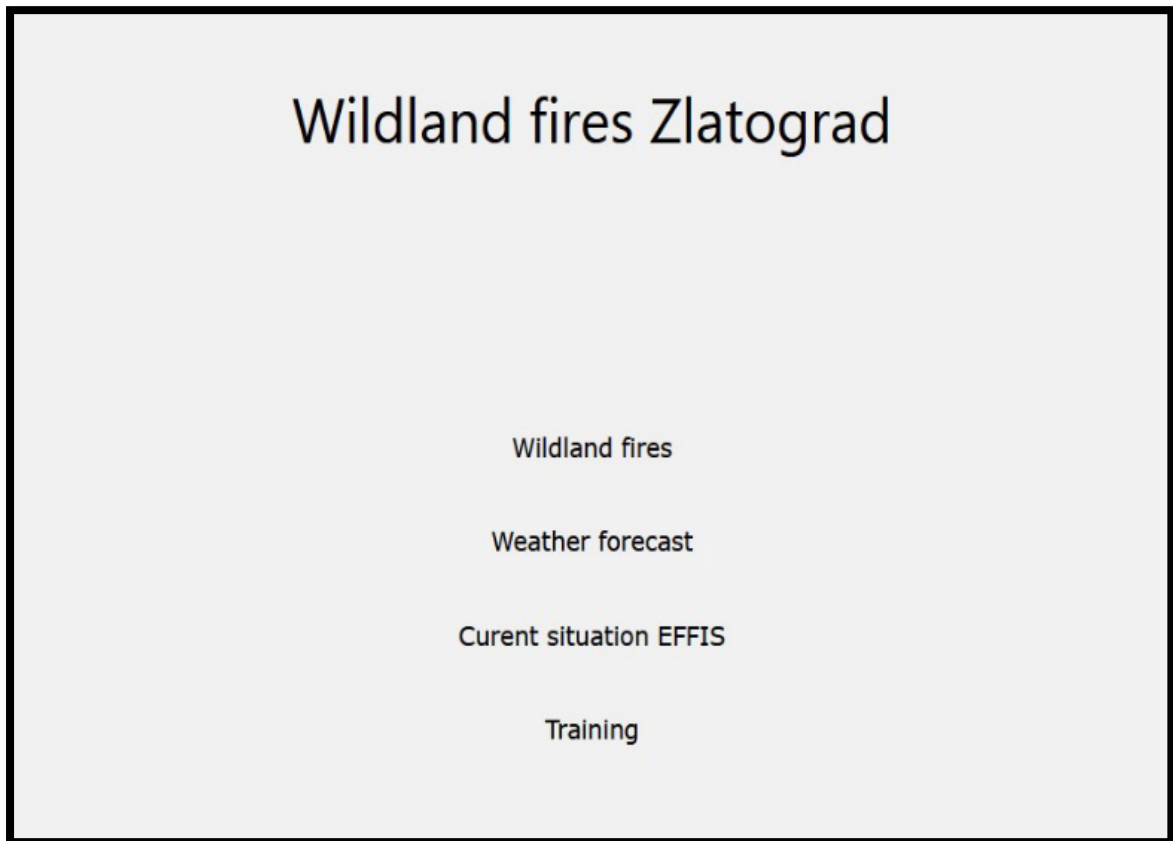 Wildland fires Zlatograd
Wildland fires
Weather forecast
Curent situation EFFIS
Training